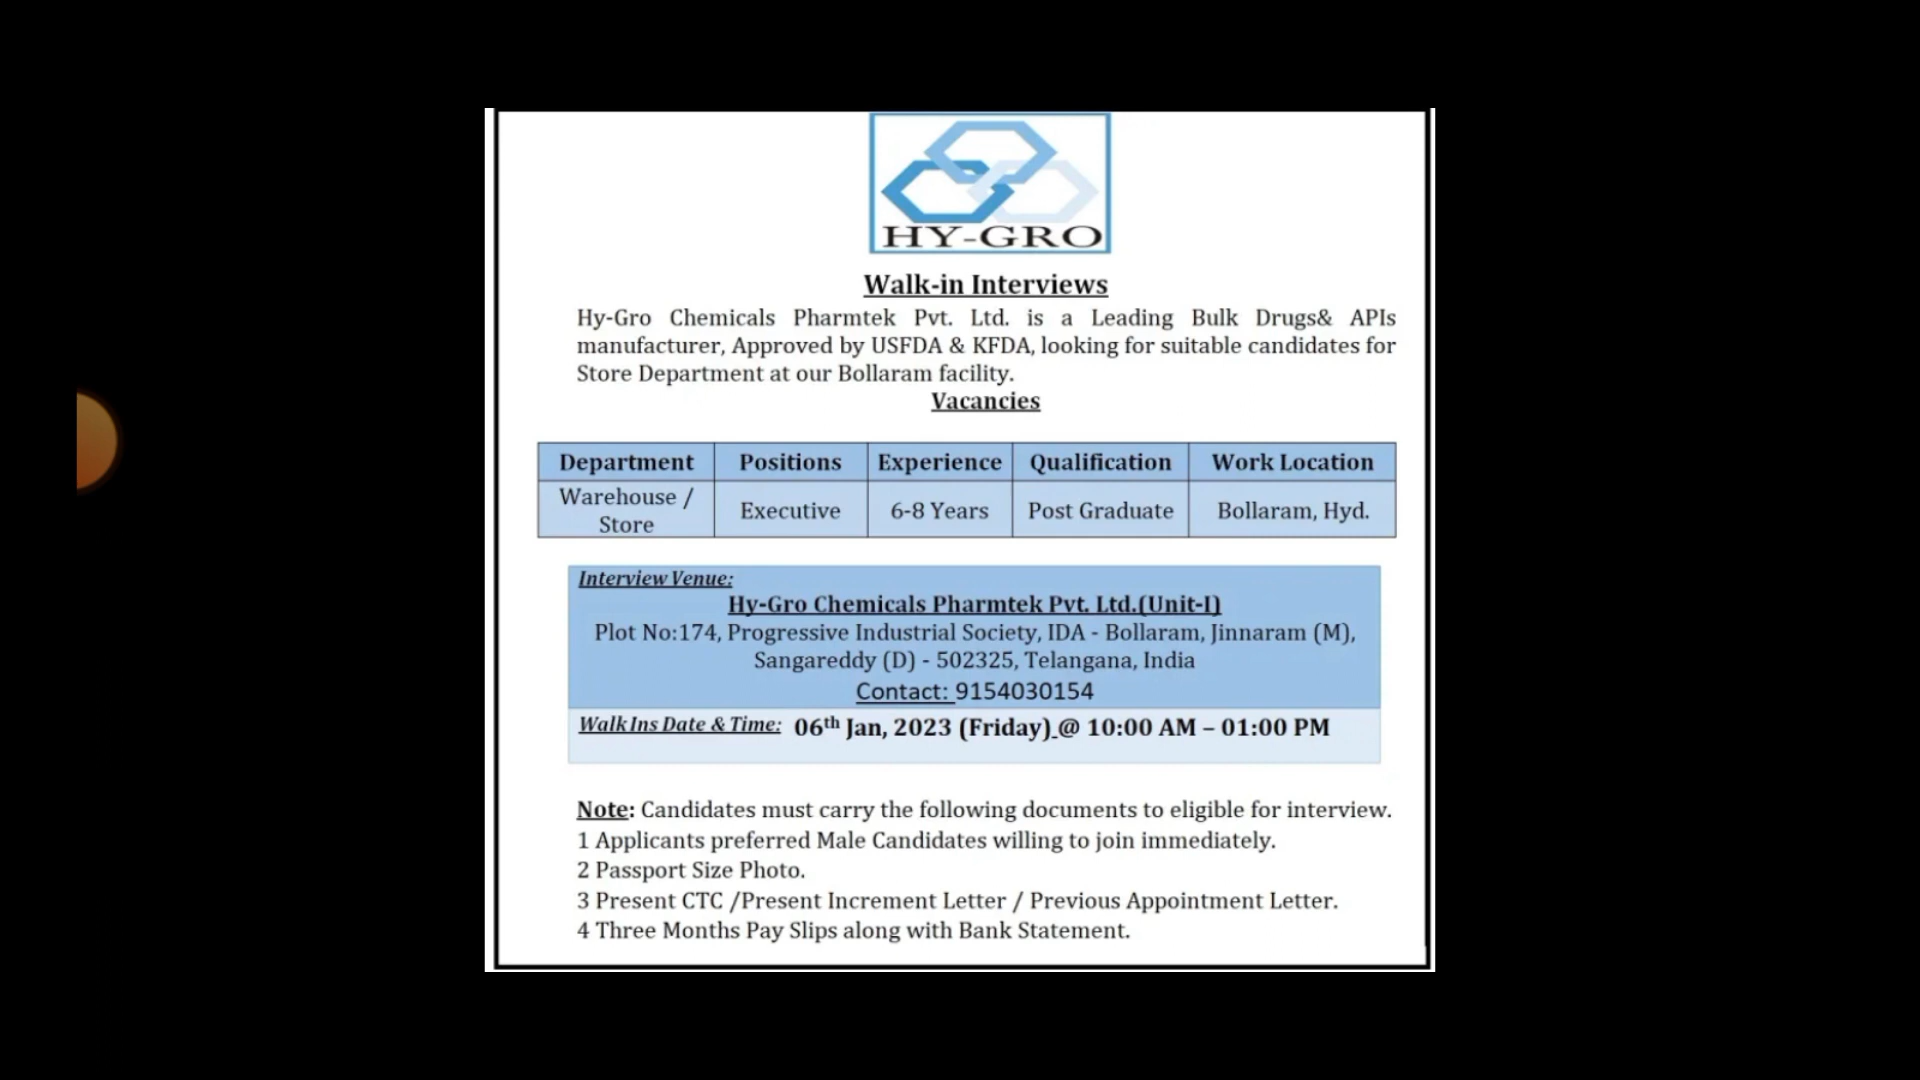 HY-GRO
Walk-in Interviews
Hy-Gro Chemicals Pharmtek Pvt. Ltd. is a Leading Bulk Drugs& APIs
manufacturer, Approved by USFDA & KFDA, looking for suitable candidates for
Store Department at our Bollaram facility.
Vacancies
Department Positions Experience Qualification Work Location
Warehouse / Store Executive 6-8 Years Post Graduate Bollaram, Hyd.
Interview Venue:
Hy-Gro Chemicals Pharmtek Pvt. Ltd.(Unit-I)
Plot No:174, Progressive Industrial Society, IDA - Bollaram, Jinnaram (M),
Sangareddy (D) - 502325, Telangana, India
Contact: 9154030154
Walk Ins Date & Time: 06th Jan, 2023 (Friday) @ 10:00 AM – 01:00 PM
Note: Candidates must carry the following documents to eligible for interview.
1 Applicants preferred Male Candidates willing to join immediately.
2 Passport Size Photo.
3 Present CTC /Present Increment Letter / Previous Appointment Letter.
4 Three Months Pay Slips along with Bank Statement.